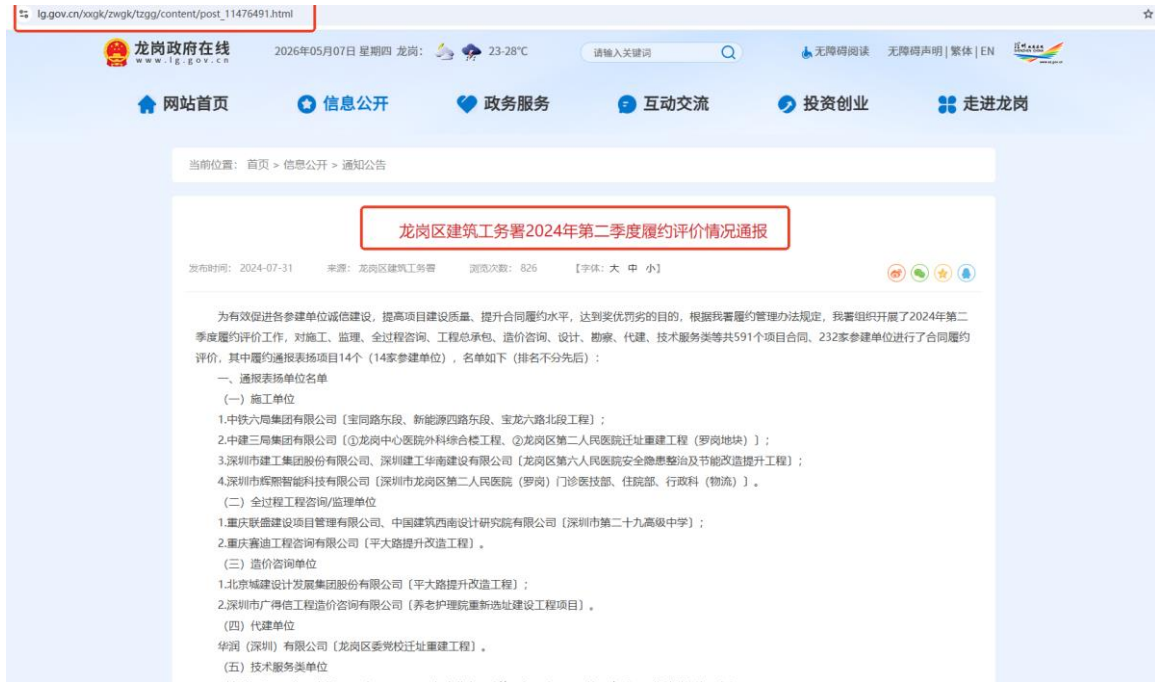 lg.gov.cn/xxgk/zwgk/tzgg/content/post_11476491.html
龙岗政府在线
www.lg.gov.cn
2026年05月07日 星期四 龙岗： 23-28℃
请输入关键词
无障碍阅读 无障碍声明 | 繁体 | EN
网站首页 信息公开 政务服务 互动交流 投资创业 走进龙岗
当前位置： 首页 > 信息公开 > 通知公告
龙岗区建筑工务署2024年第二季度履约评价情况通报
发布时间：2024-07-31 来源：龙岗区建筑工务署 浏览次数：826 【字体：大 中 小】
为有效促进各参建单位诚信建设，提高项目建设质量、提升合同履约水平，达到奖优罚劣的目的，根据我署履约管理办法规定，我署组织开展了2024年第二
季度履约评价工作，对施工、监理、全过程咨询、工程总承包、造价咨询、设计、勘察、代建、技术服务类等共591个项目合同、232家参建单位进行了合同履约
评价，其中履约通报表扬项目14个（14家参建单位），名单如下（排名不分先后）：
一、通报表扬单位名单
（一）施工单位
1.中铁六局集团有限公司〔宝同路东段、新能源四路东段、宝龙六路北段工程〕；
2.中建三局集团有限公司〔①龙岗中心医院外科综合楼工程、②龙岗区第二人民医院迁址重建工程（罗岗地块）〕；
3.深圳市建工集团股份有限公司、深圳建工华南建设有限公司〔龙岗区第六人民医院安全隐患整治及节能改造提升工程〕；
4.深圳市辉熙智能科技有限公司〔深圳市龙岗区第二人民医院（罗岗）门诊医技部、住院部、行政科（物流）〕。
（二）全过程工程咨询/监理单位
1.重庆联盛建设项目管理有限公司、中国建筑西南设计研究院有限公司〔深圳市第二十九高级中学〕；
2.重庆赛迪工程咨询有限公司〔平大路提升改造工程〕。
（三）造价咨询单位
1.北京城建设计发展集团股份有限公司〔平大路提升改造工程〕；
2.深圳市广得信工程造价咨询有限公司〔养老护理院重新选址建设工程项目〕。
（四）代建单位
华润（深圳）有限公司〔龙岗区委党校迁址重建工程〕。
（五）技术服务类单位